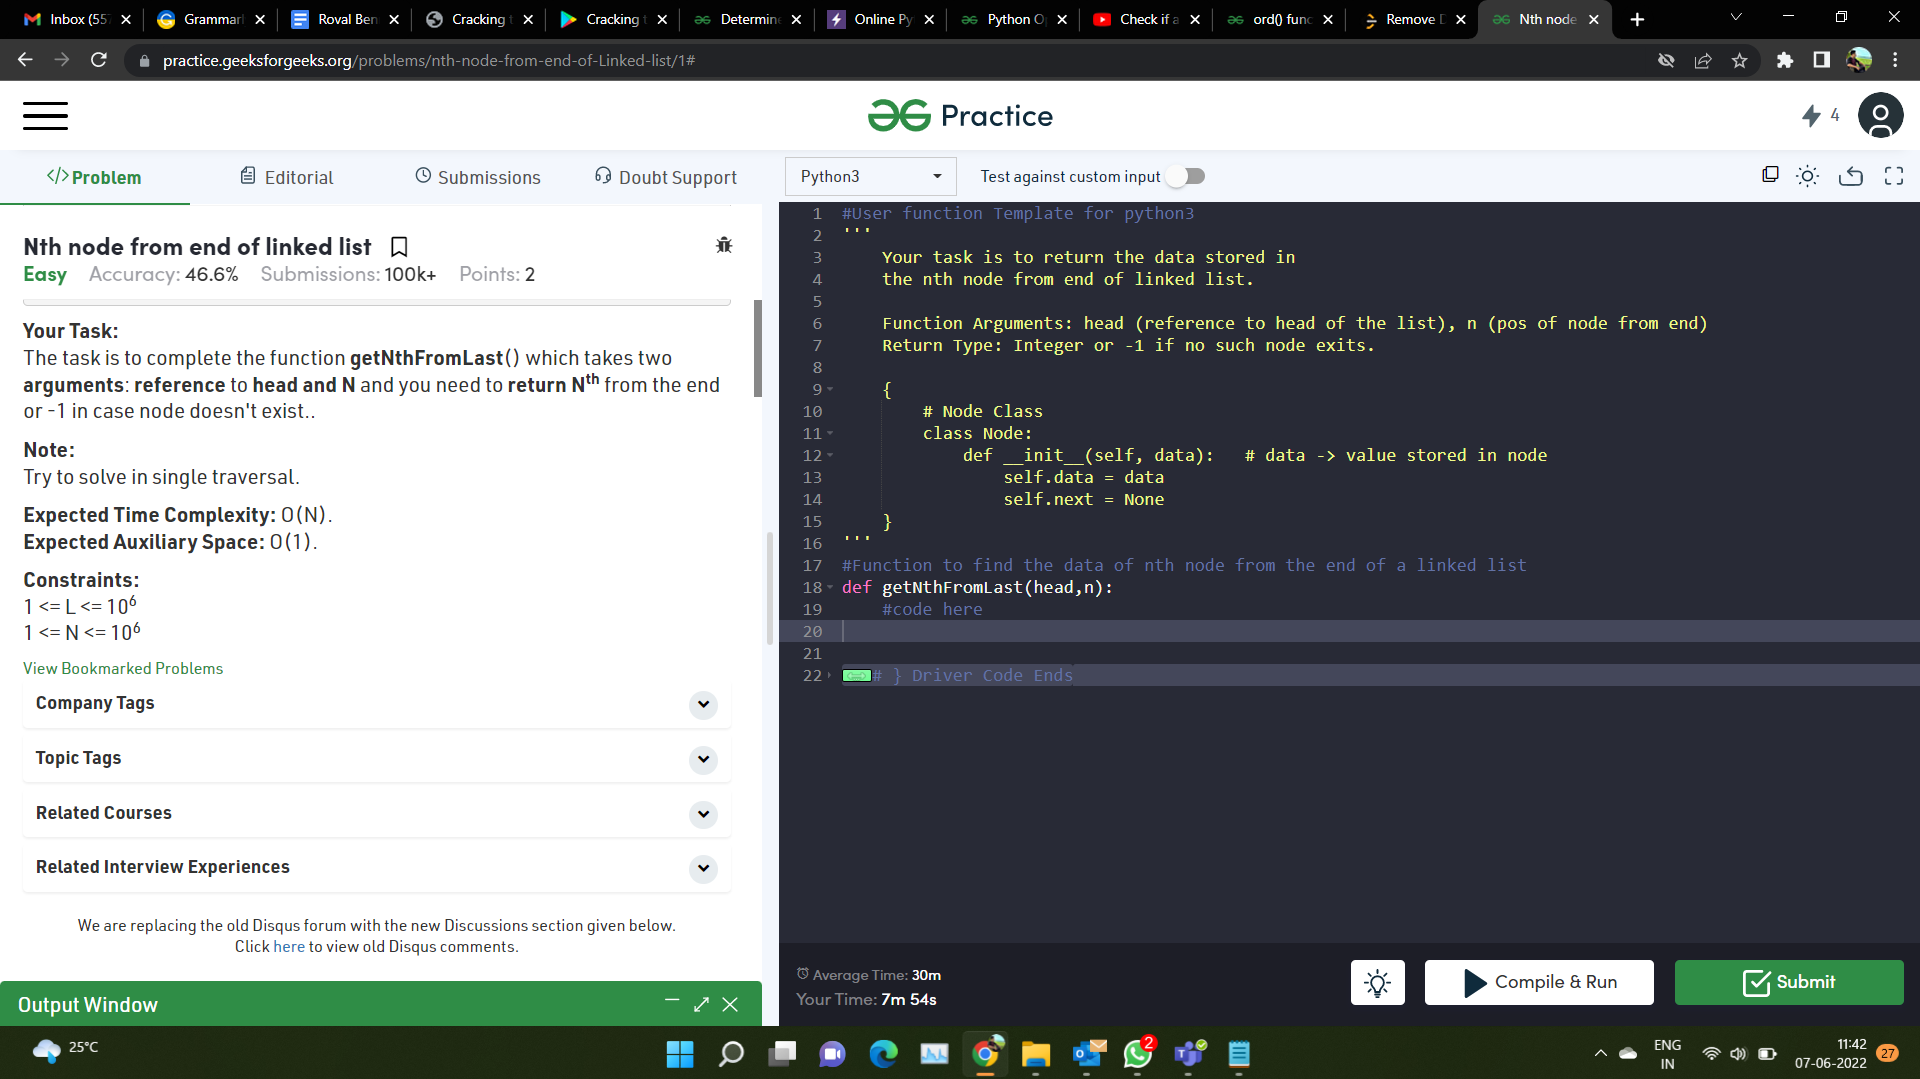 Inbox (55
Grammar
Roval Ben
Cracking t
Cracking t
Determine
Online Py
Python O
Check if a
ord() func
Remove D
Nth node
practice.geeksforgeeks.org/problems/nth-node-from-end-of-Linked-list/1#
Practice
4
</>Problem
Editorial
Submissions
Doubt Support
Python3
Test against custom input
Nth node from end of linked list
Easy Accuracy: 46.6% Submissions: 100k+ Points: 2
Your Task:
The task is to complete the function getNthFromLast() which takes two
arguments: reference to head and N and you need to return Nth from the end
or -1 in case node doesn't exist..
Note:
Try to solve in single traversal.
Expected Time Complexity: O(N).
Expected Auxiliary Space: O(1).
Constraints:
1 <= L <= 10^6
1 <= N <= 10^6
View Bookmarked Problems
Company Tags
Topic Tags
Related Courses
Related Interview Experiences
We are replacing the old Disqus forum with the new Discussions section given below.
Click here to view old Disqus comments.
Output Window
1 #User function Template for python3
2 '''
3 Your task is to return the data stored in
4 the nth node from end of linked list.
5
6 Function Arguments: head (reference to head of the list), n (pos of node from end)
7 Return Type: Integer or -1 if no such node exits.
8
9 {
10 # Node Class
11 class Node:
12 def __init__(self, data): # data -> value stored in node
13 self.data = data
14 self.next = None
15 }
16 '''
17 #Function to find the data of nth node from the end of a linked list
18 def getNthFromLast(head,n):
19 #code here
20
21
22 # } Driver Code Ends
Average Time: 30m
Your Time: 7m 54s
Compile & Run
Submit
25°C
2
ENG
IN
11:42
07-06-2022
27